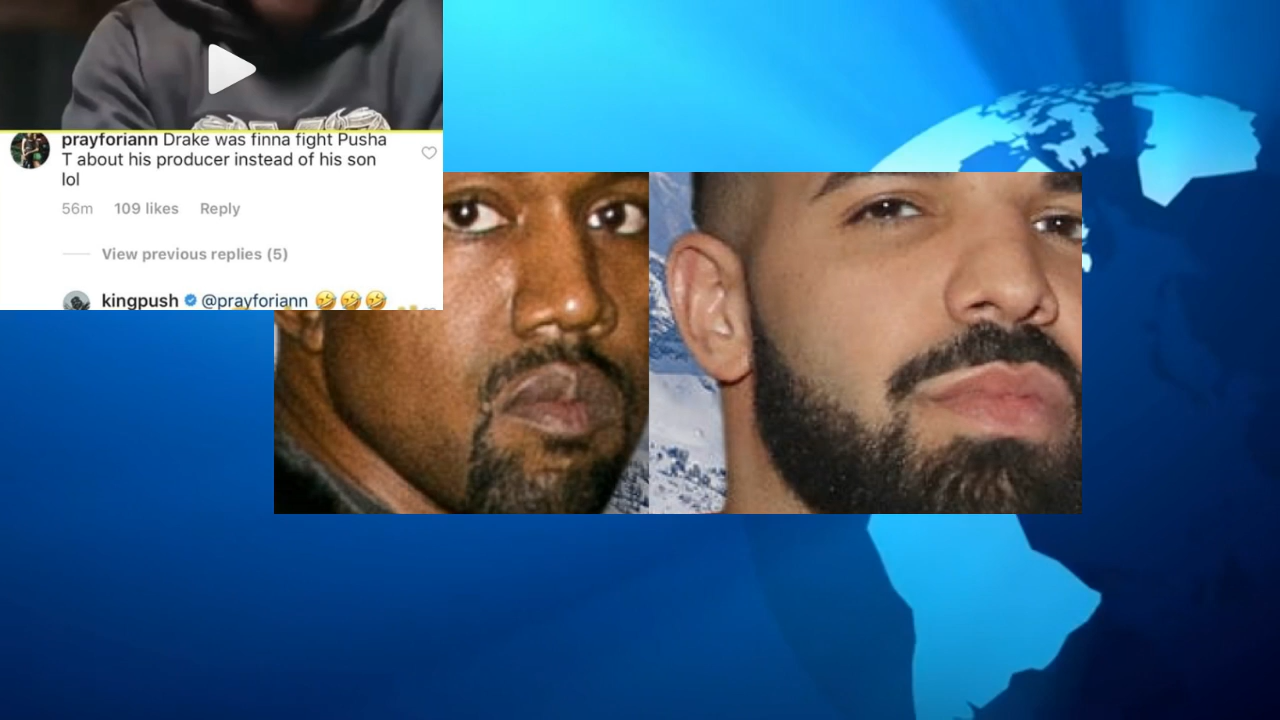 prayforiann Drake was finna fight Pusha
T about his producer instead of his son
lol
56m 109 likes Reply
View previous replies (5)
kingpush @prayforiann 🤣🤣🤣